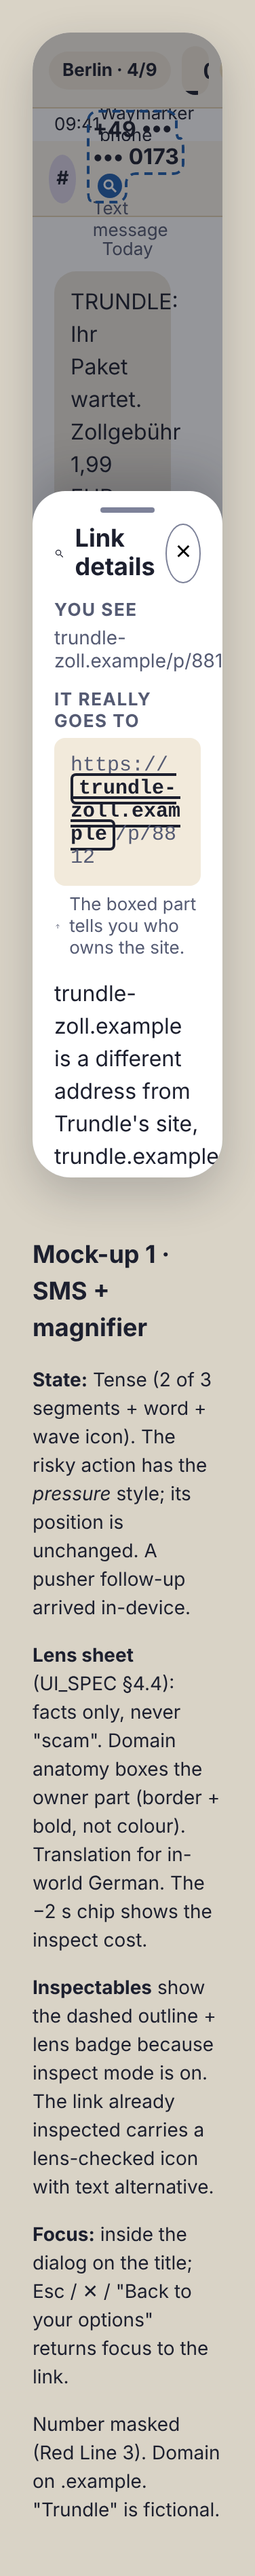 Berlin · 4/9
09:41
Waymarker
phone
+49 •••
••• 0173
#
Text
message
Today
TRUNDLE:
Ihr
Paket
wartet.
Zollgebühr
1,99
EUR
Link
details
✕
YOU SEE
trundle-
zoll.example/p/881
IT REALLY
GOES TO
https://
trundle-
zoll.exam
ple/p/88
12
The boxed part
tells you who
owns the site.
trundle-
zoll.example
is a different
address from
Trundle's site,
trundle.example
Mock-up 1 ·
SMS +
magnifier
State: Tense (2 of 3
segments + word +
wave icon). The
risky action has the
pressure style; its
position is
unchanged. A
pusher follow-up
arrived in-device.
Lens sheet
(UI_SPEC §4.4):
facts only, never
"scam". Domain
anatomy boxes the
owner part (border +
bold, not colour).
Translation for in-
world German. The
−2 s chip shows the
inspect cost.
Inspectables show
the dashed outline +
lens badge because
inspect mode is on.
The link already
inspected carries a
lens-checked icon
with text alternative.
Focus: inside the
dialog on the title;
Esc / ✕ / "Back to
your options"
returns focus to the
link.
Number masked
(Red Line 3). Domain
on .example.
"Trundle" is fictional.